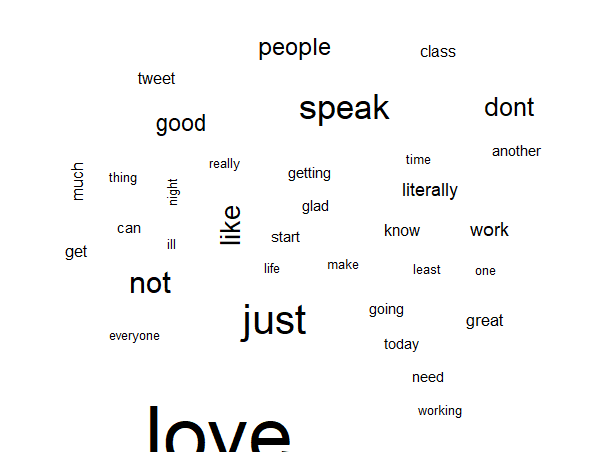 people
class
tweet
speak
dont
good
another
time
really
getting
much
thing
night
literally
glad
like
can
start
know
work
ill
get
life
make
least
one
not
just
going
great
everyone
today
need
working
love